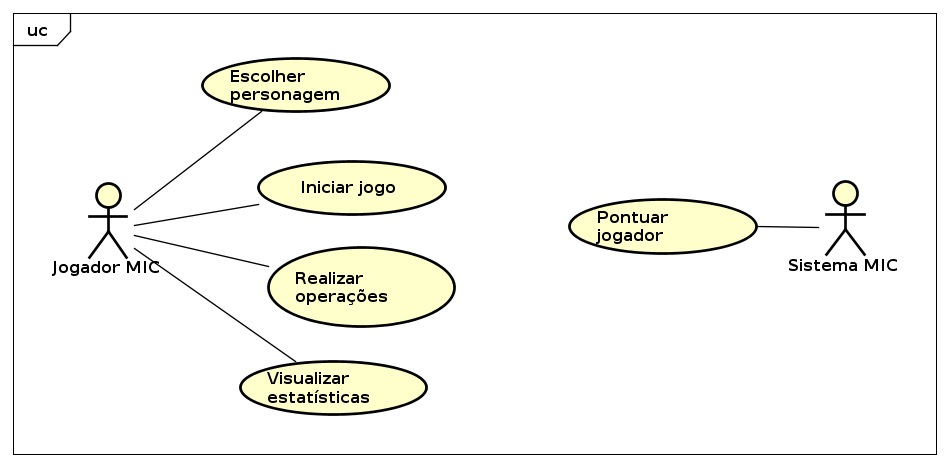 uc
Escolher
personagem
Iniciar jogo
Pontuar
jogador
Jogador MIC
Sistema MIC
Realizar
operações
Visualizar
estatísticas